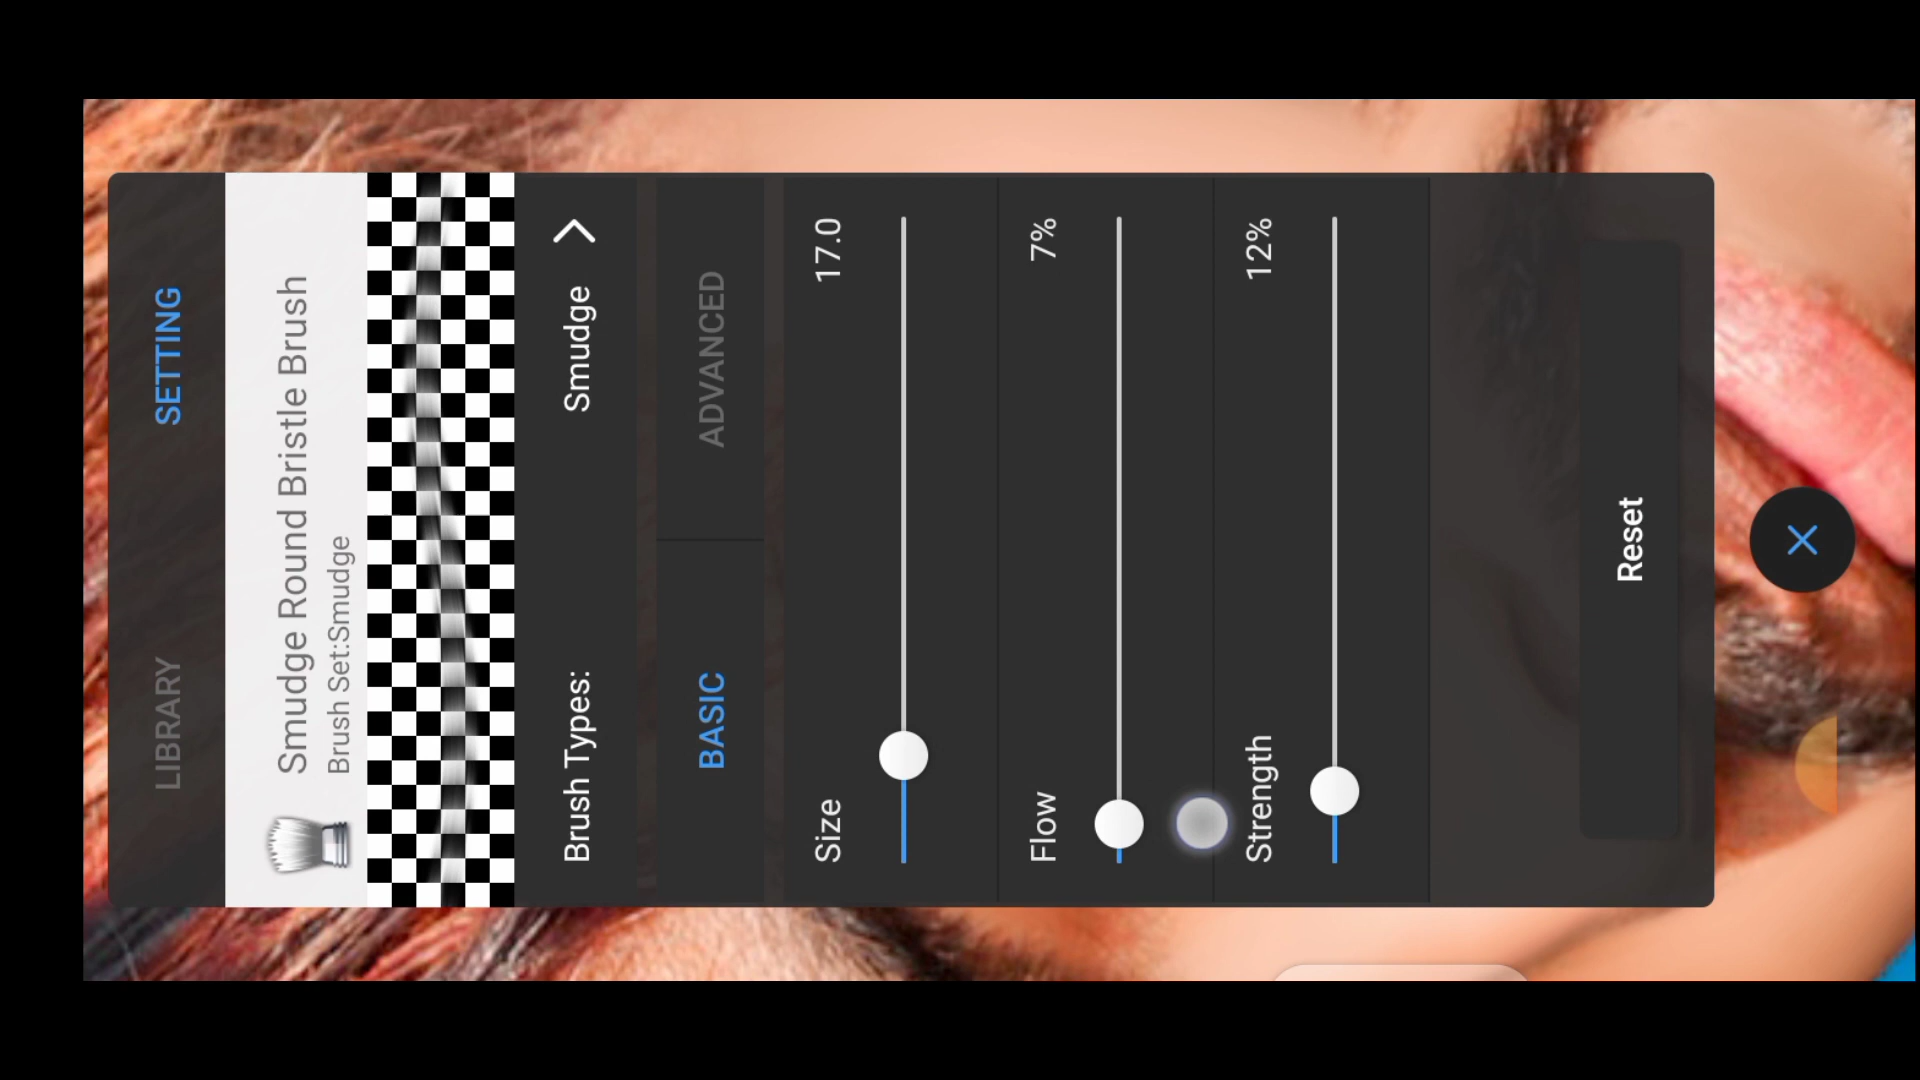 LIBRARY SETTING
Smudge Round Bristle Brush
Brush Set:Smudge
Brush Types: Smudge
BASIC ADVANCED
Size 17.0
Flow 7%
Strength 12%
Reset